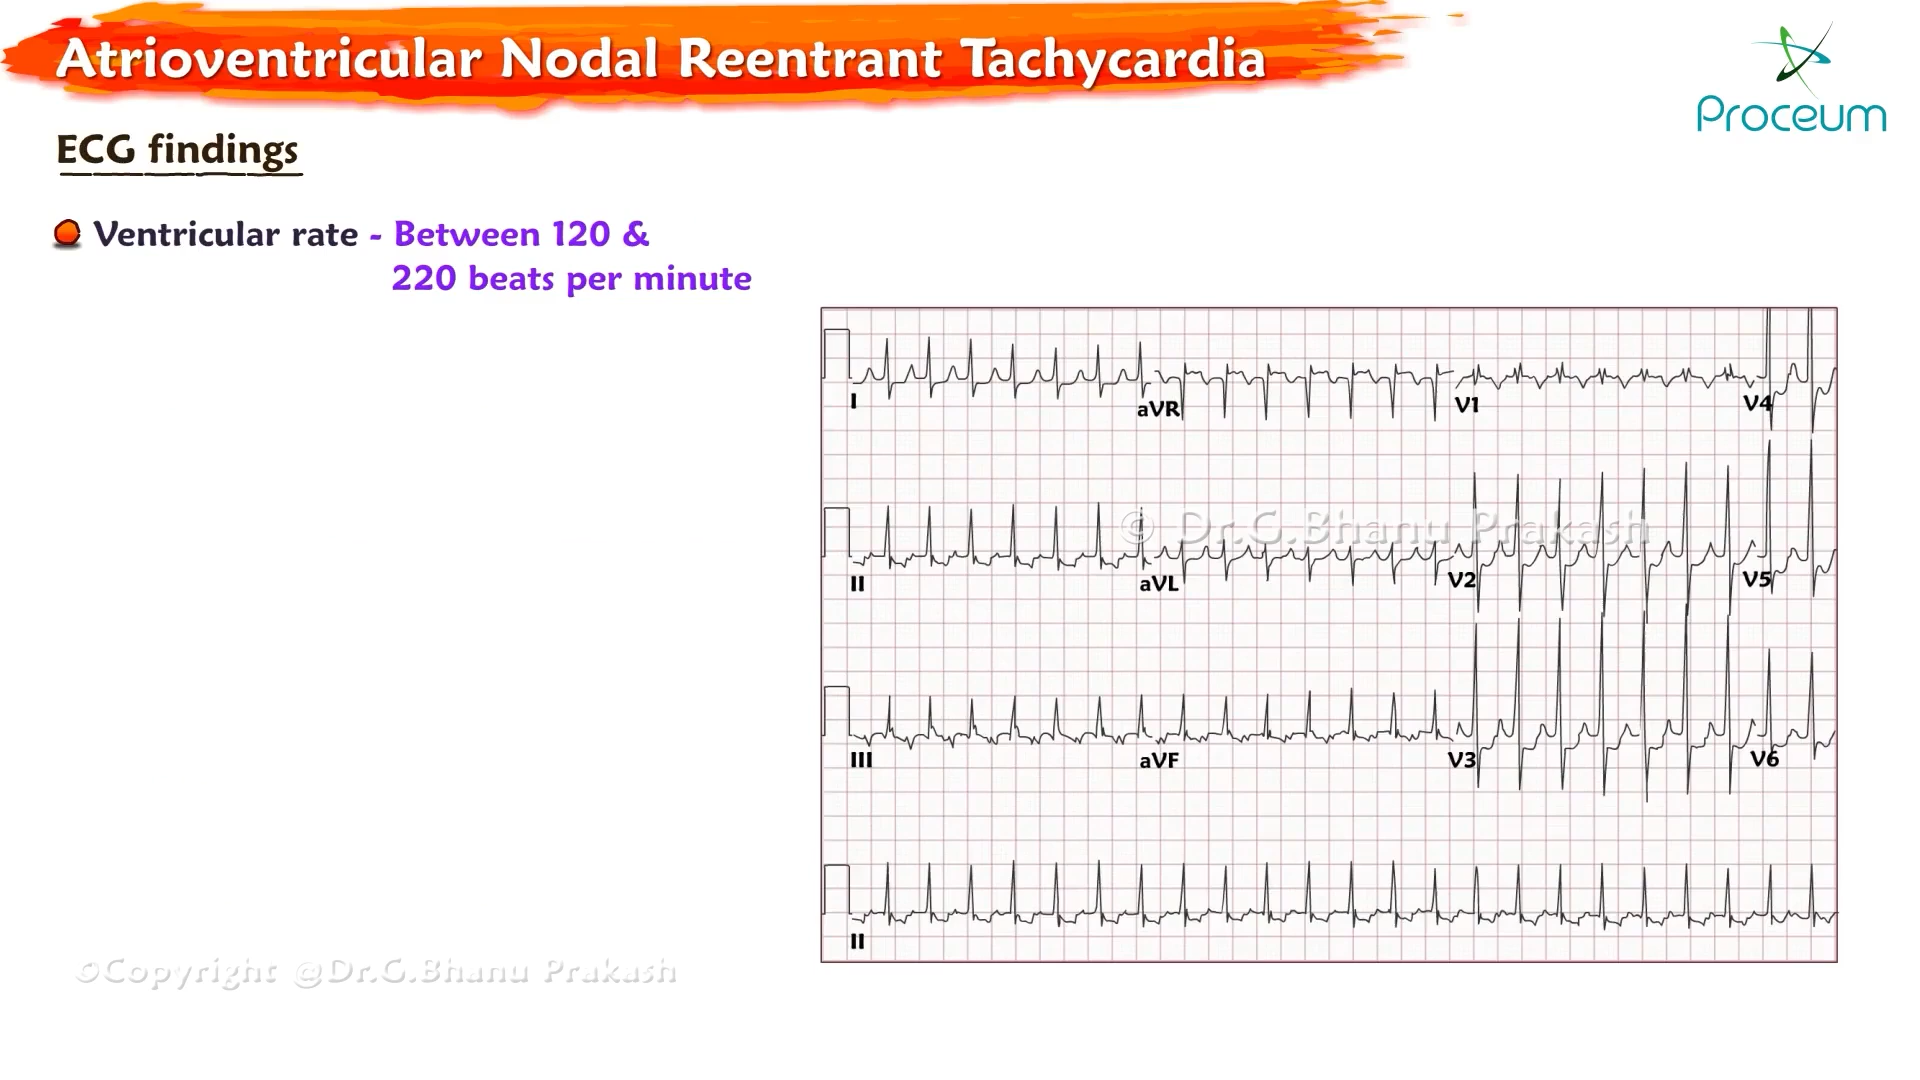 Atrioventricular Nodal Reentrant Tachycardia
Proceum
ECG findings
Ventricular rate - Between 120 &
220 beats per minute
I
aVR
V1
V4
© Dr.G.Bhanu Prakash
II
aVL
V2
V5
III
aVF
V3
V6
II
©Copyright @Dr.G.Bhanu Prakash